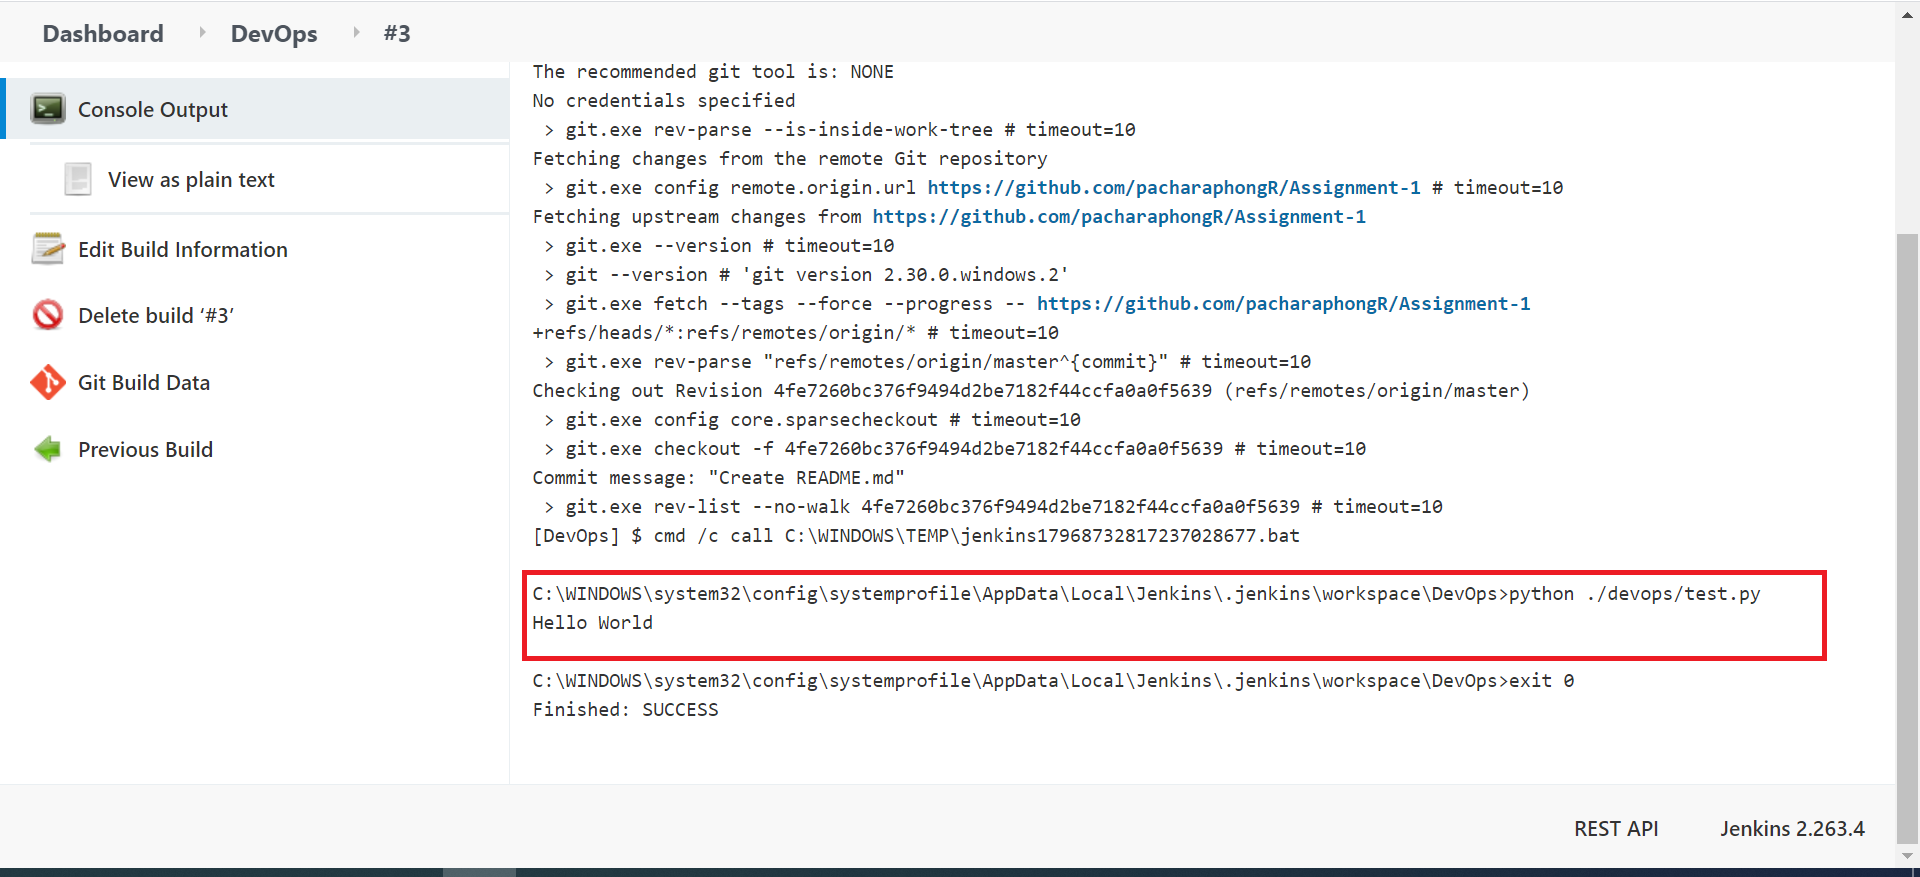 Dashboard DevOps #3
Console Output
View as plain text
Edit Build Information
Delete build ‘#3’
Git Build Data
Previous Build
The recommended git tool is: NONE
No credentials specified
> git.exe rev-parse --is-inside-work-tree # timeout=10
Fetching changes from the remote Git repository
> git.exe config remote.origin.url https://github.com/pacharaphongR/Assignment-1 # timeout=10
Fetching upstream changes from https://github.com/pacharaphongR/Assignment-1
> git.exe --version # timeout=10
> git --version # 'git version 2.30.0.windows.2'
> git.exe fetch --tags --force --progress -- https://github.com/pacharaphongR/Assignment-1
+refs/heads/*:refs/remotes/origin/* # timeout=10
> git.exe rev-parse "refs/remotes/origin/master^{commit}" # timeout=10
Checking out Revision 4fe7260bc376f9494d2be7182f44ccfa0a0f5639 (refs/remotes/origin/master)
> git.exe config core.sparsecheckout # timeout=10
> git.exe checkout -f 4fe7260bc376f9494d2be7182f44ccfa0a0f5639 # timeout=10
Commit message: "Create README.md"
> git.exe rev-list --no-walk 4fe7260bc376f9494d2be7182f44ccfa0a0f5639 # timeout=10
[DevOps] $ cmd /c call C:\WINDOWS\TEMP\jenkins17968732817237028677.bat
C:\WINDOWS\system32\config\systemprofile\AppData\Local\Jenkins\.jenkins\workspace\DevOps>python ./devops/test.py
Hello World
C:\WINDOWS\system32\config\systemprofile\AppData\Local\Jenkins\.jenkins\workspace\DevOps>exit 0
Finished: SUCCESS
REST API Jenkins 2.263.4